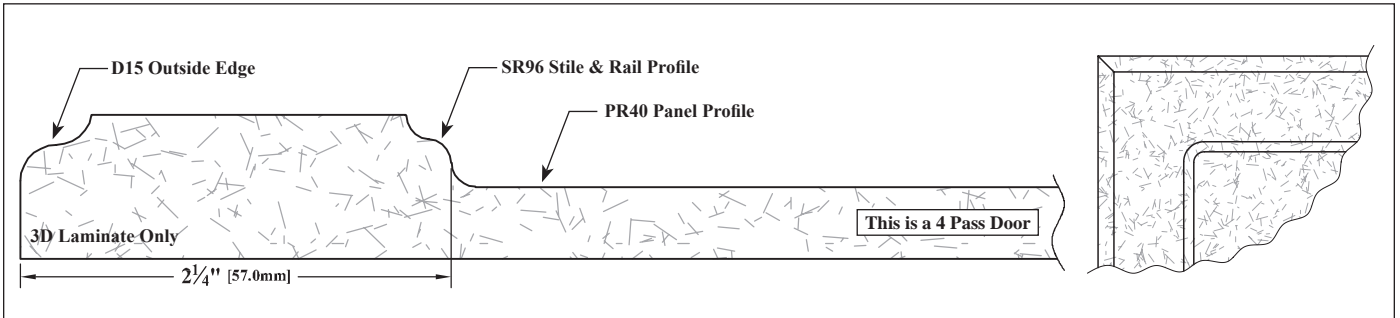 D15 Outside Edge
SR96 Stile & Rail Profile
PR40 Panel Profile
This is a 4 Pass Door
3D Laminate Only
2¼" [57.0mm]